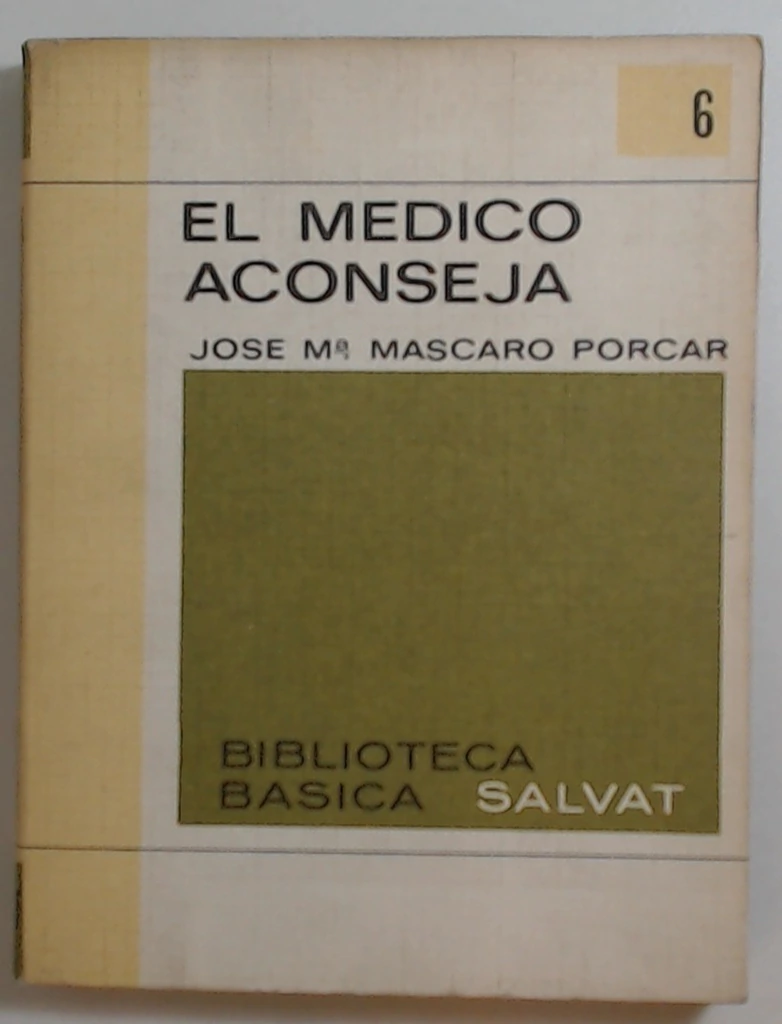 6
EL MEDICO
ACONSEJA
JOSE Mª MASCARO PORCAR
BIBLIOTECA
BASICA SALVAT